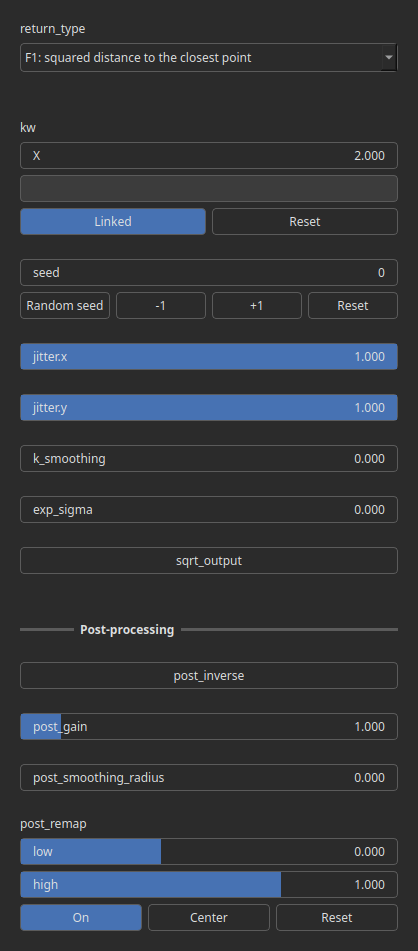 return_type
F1: squared distance to the closest point
kw
X 2.000
Linked Reset
seed 0
Random seed -1 +1 Reset
jitter.x 1.000
jitter.y 1.000
k_smoothing 0.000
exp_sigma 0.000
sqrt_output
Post-processing
post_inverse
post_gain 1.000
post_smoothing_radius 0.000
post_remap
low 0.000
high 1.000
On Center Reset